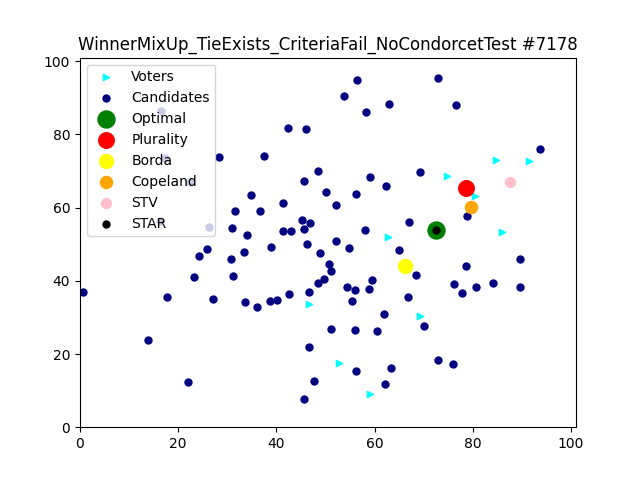 WinnerMixUp_TieExists_CriteriaFail_NoCondorcetTest #7178
100
80
60
40
20
0
Voters
Candidates
Optimal
Plurality
Borda
Copeland
STV
STAR
0 20 40 60 80 100